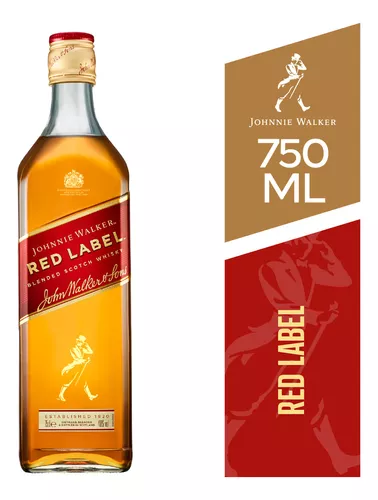 JOHNNIE WALKER
RED LABEL
BLENDED SCOTCH WHISKY
John Walker & Sons
ESTABLISHED 1820
JOHNNIE WALKER
750
ML
RED LABEL